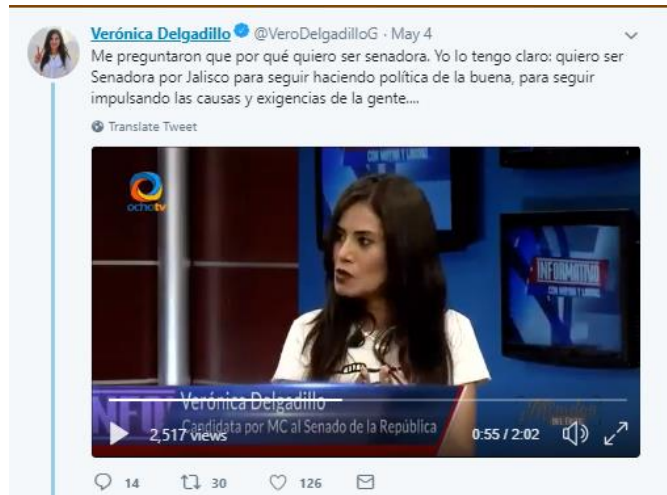 Verónica Delgadillo @VeroDelgadilloG · May 4
Me preguntaron que por qué quiero ser senadora. Yo lo tengo claro: quiero ser
Senadora por Jalisco para seguir haciendo política de la buena, para seguir
impulsando las causas y exigencias de la gente....
Translate Tweet
ochotv
INFORMATIVO
Verónica Delgadillo
Candidata por MC al Senado de la República
2,517 views
0:55 / 2:02
14 30 126